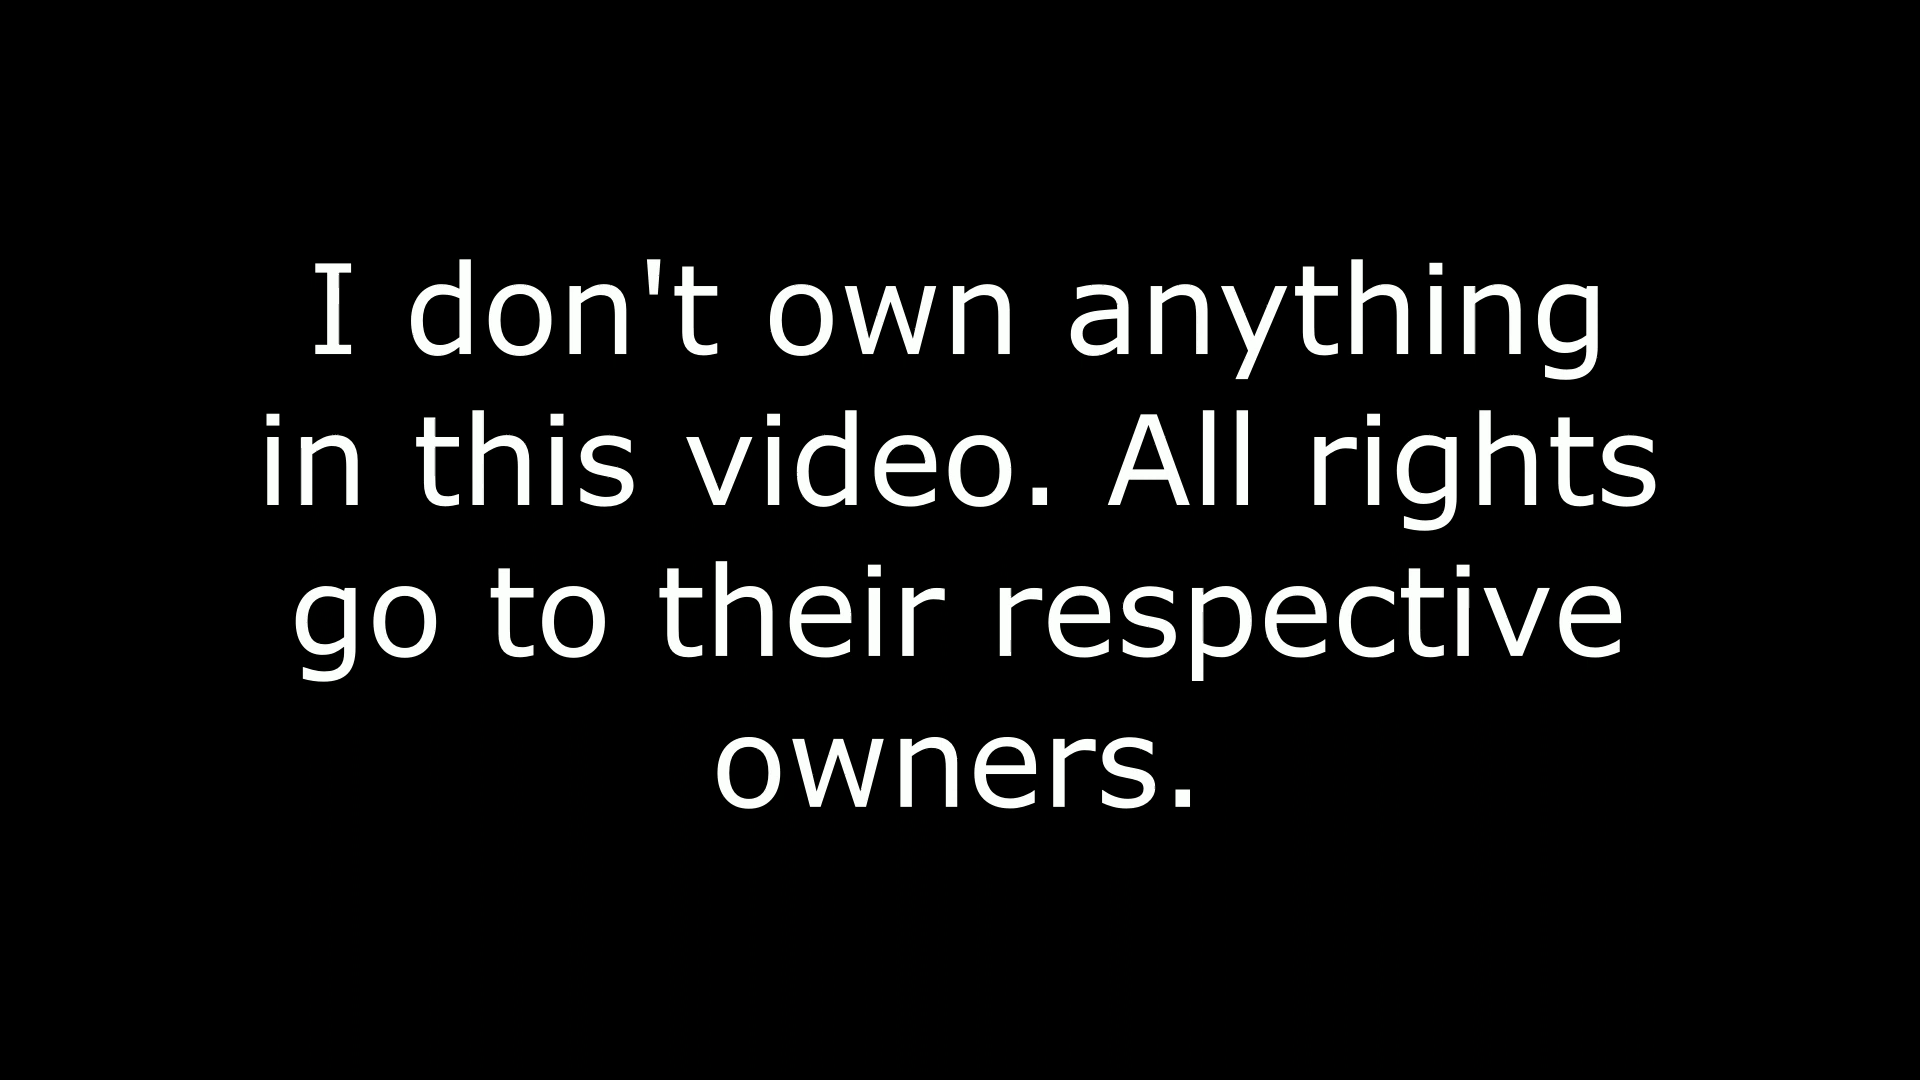 I don't own anything
in this video. All rights
go to their respective
owners.